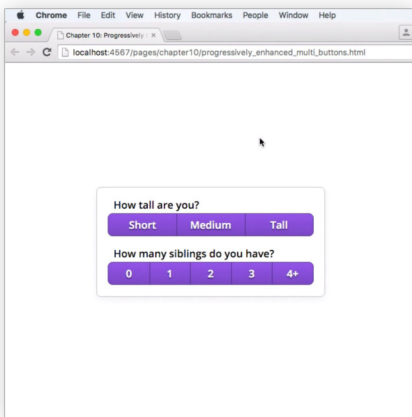 Chrome File Edit View History Bookmarks People Window Help
Chapter 10: Progressively
localhost:4567/pages/chapter10/progressively_enhanced_multi_buttons.html
How tall are you?
Short Medium Tall
How many siblings do you have?
0 1 2 3 4+